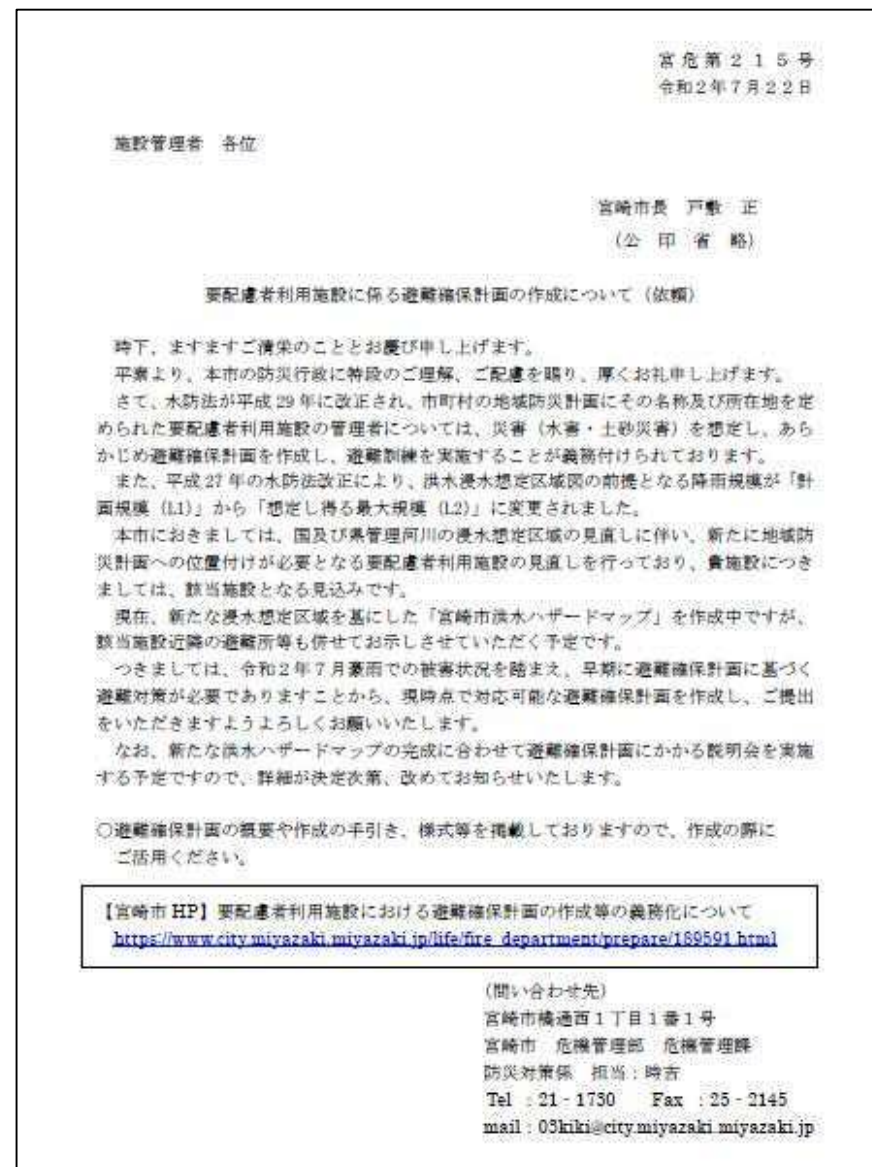 宮危第２１５号
令和2年7月22日
施設管理者　各位
宮崎市長　戸敷　正
（公　印　省　略）
要配慮者利用施設に係る避難確保計画の作成について（依頼）
時下、ますますご清栄のこととお慶び申し上げます。
平素より、本市の防災行政に特段のご理解、ご配慮を賜り、厚くお礼申し上げます。
さて、水防法が平成 29 年に改正され、市町村の地域防災計画にその名称及び所在地を定
められた要配慮者利用施設の管理者については、災害（水害・土砂災害）を想定し、あら
かじめ避難確保計画を作成し、避難訓練を実施することが義務付けられております。
また、平成 27 年の水防法改正により、洪水浸水想定区域図の前提となる降雨規模が「計
画規模（L1）」から「想定し得る最大規模（L2）」に変更されました。
本市におきましては、国及び県管理河川の浸水想定区域の見直しに伴い、新たに地域防
災計画への位置付けが必要となる要配慮者利用施設の見直しを行っており、貴施設につき
ましては、該当施設となる見込みです。
現在、新たな浸水想定区域を基にした「宮崎市洪水ハザードマップ」を作成中ですが、
該当施設近隣の避難所等も併せてお示しさせていただく予定です。
つきましては、令和２年７月豪雨での被害状況を踏まえ、早期に避難確保計画に基づく
避難対策が必要でありますことから、現時点で対応可能な避難確保計画を作成し、ご提出
をいただきますようよろしくお願いいたします。
なお、新たな洪水ハザードマップの完成に合わせて避難確保計画にかかる説明会を実施
する予定ですので、詳細が決定次第、改めてお知らせいたします。
○避難確保計画の概要や作成の手引き、様式等を掲載しておりますので、作成の際に
ご活用ください。
【宮崎市 HP】要配慮者利用施設における避難確保計画の作成等の義務化について
https://www.city.miyazaki.miyazaki.jp/life/fire_department/prepare/189591.html
（問い合わせ先）
宮崎市橘通西１丁目１番１号
宮崎市　危機管理部　危機管理課
防災対策係　担当：時吉
Tel ：21‐1730　Fax ：25‐2145
mail：03kiki@city.miyazaki.miyazaki.jp